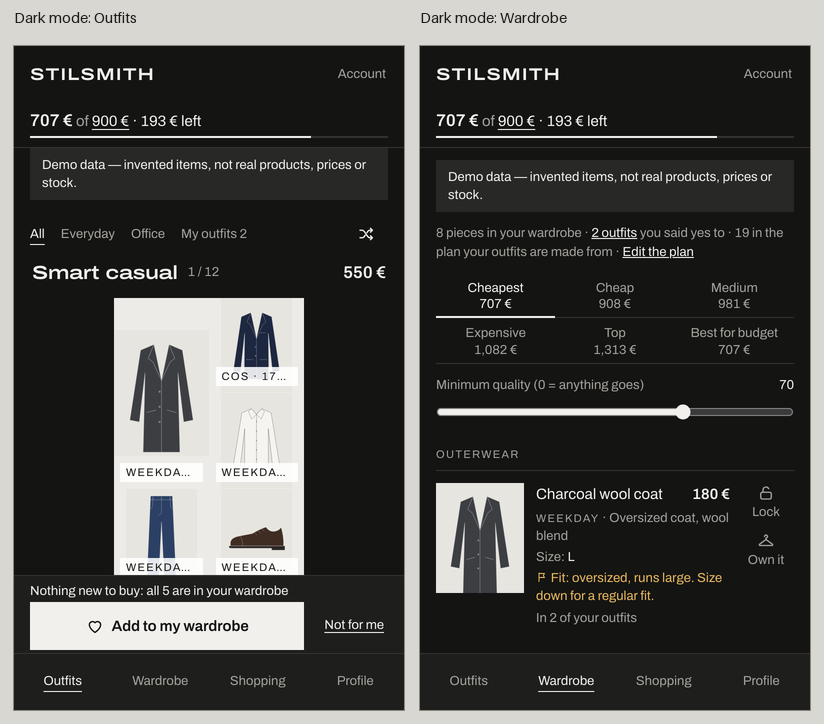 Dark mode: Outfits
STILSMITH
Account
707 € of 900 € · 193 € left
Demo data — invented items, not real products, prices or
stock.
All
Everyday
Office
My outfits 2
Smart casual
1 / 12
550 €
COS · 17...
WEEKDA...
WEEKDA...
WEEKDA...
WEEKDA...
Nothing new to buy: all 5 are in your wardrobe
Add to my wardrobe
Not for me
Outfits
Wardrobe
Shopping
Profile
Dark mode: Wardrobe
STILSMITH
Account
707 € of 900 € · 193 € left
Demo data — invented items, not real products, prices or
stock.
8 pieces in your wardrobe · 2 outfits you said yes to · 19 in the
plan your outfits are made from · Edit the plan
Cheapest
707 €
Cheap
908 €
Medium
981 €
Expensive
1,082 €
Top
1,313 €
Best for budget
707 €
Minimum quality (0 = anything goes)
70
OUTERWEAR
Charcoal wool coat
180 €
WEEKDAY · Oversized coat, wool
blend
Size: L
Fit: oversized, runs large. Size
down for a regular fit.
In 2 of your outfits
Lock
Own it
Outfits
Wardrobe
Shopping
Profile